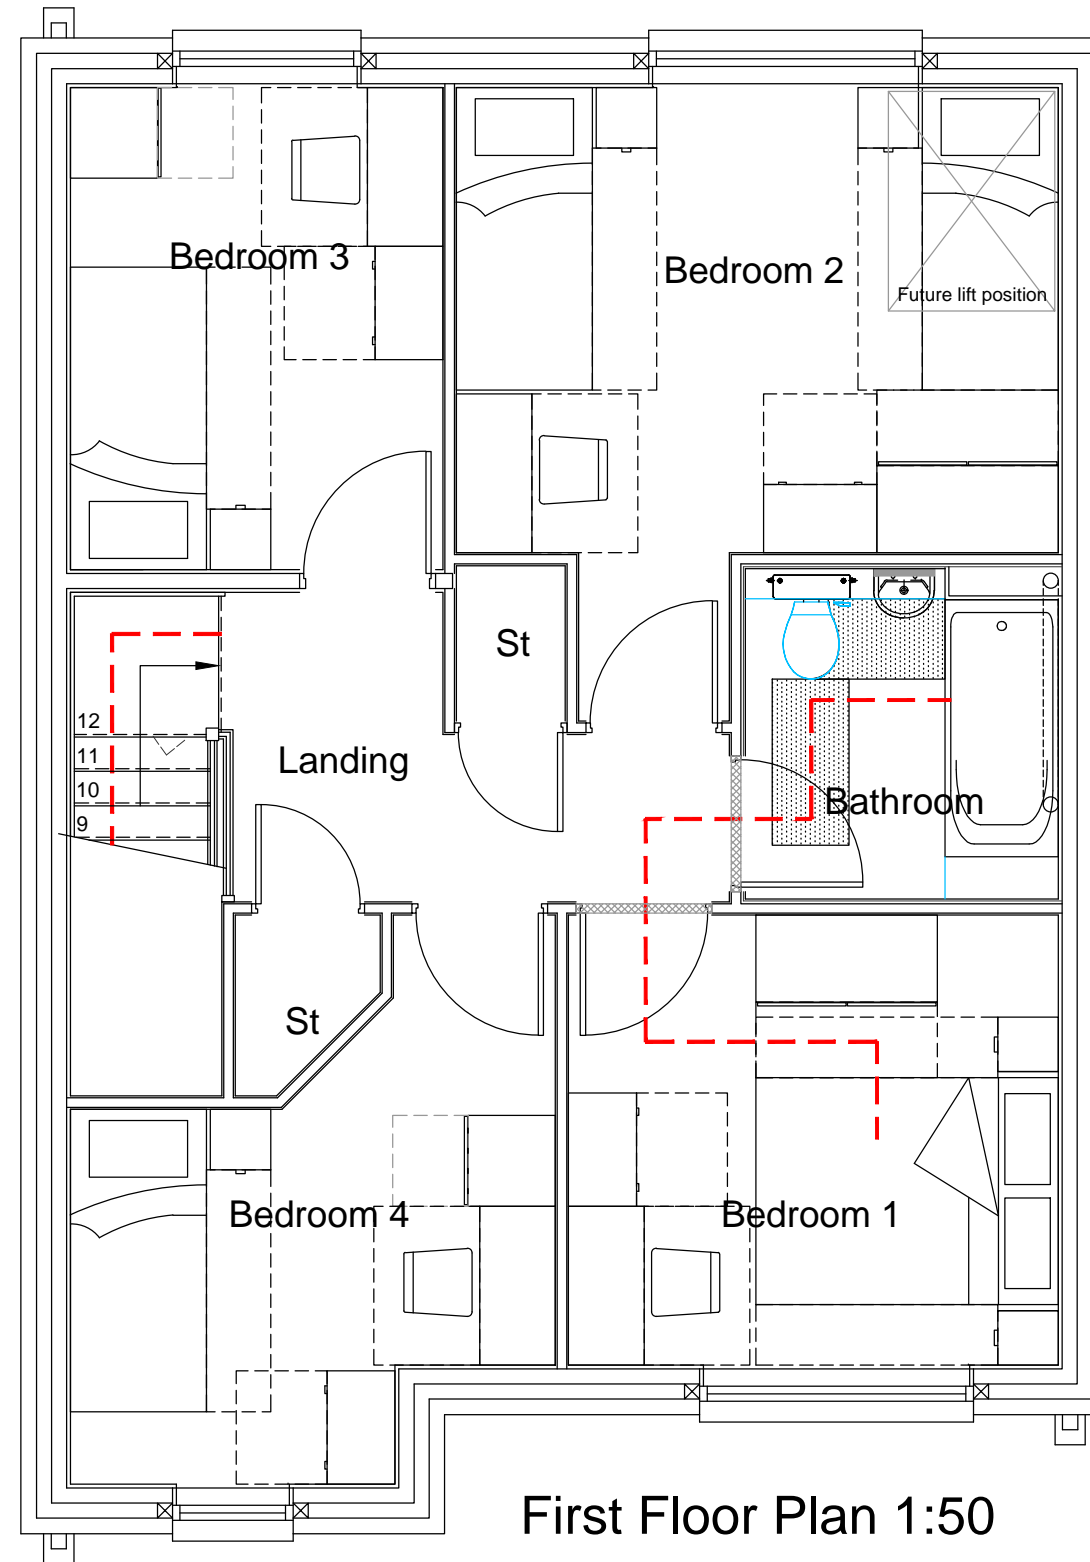 Bedroom 3
Bedroom 2
Future lift position
St
12
11
10
9
Landing
Bathroom
St
Bedroom 4
Bedroom 1
First Floor Plan 1:50